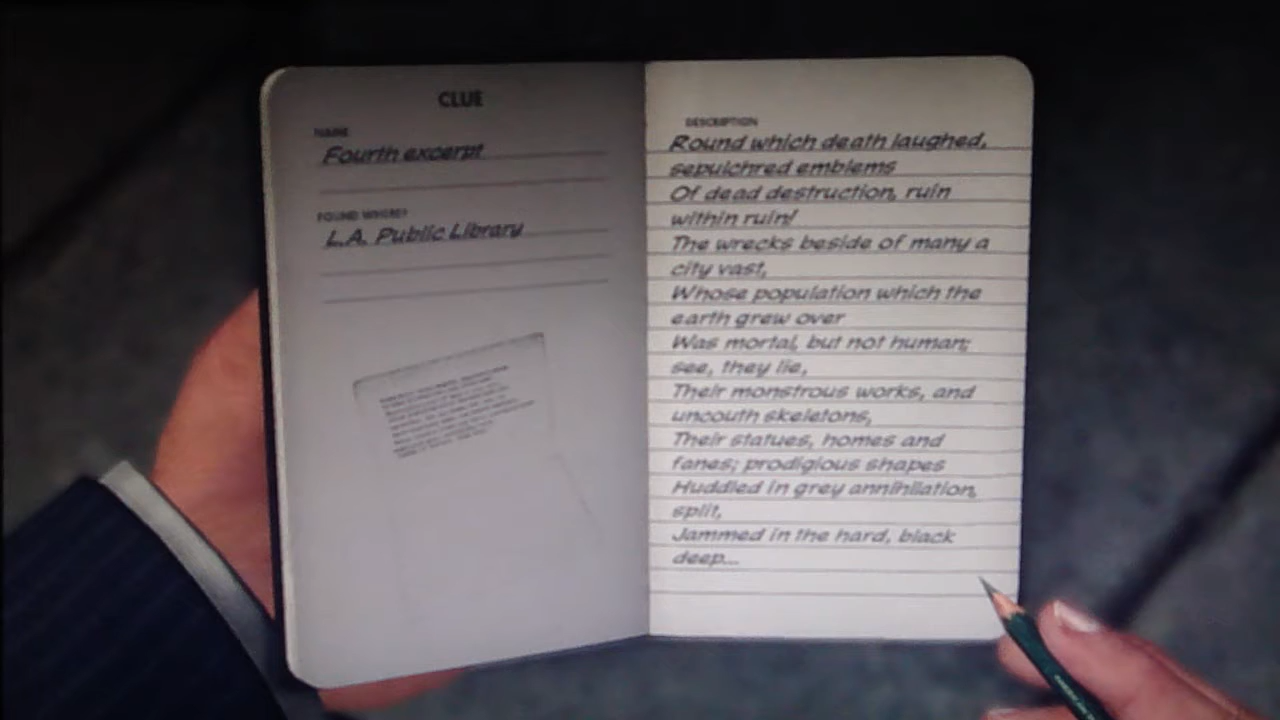 CLUE
NAME
Fourth excerpt
FOUND WHERE?
L.A. Public Library
DESCRIPTION
Round which death laughed,
sepulchred emblems
Of dead destruction, ruin
within ruin!
The wrecks beside of many a
city vast,
Whose population which the
earth grew over
Was mortal, but not human;
see, they lie,
Their monstrous works, and
uncouth skeletons,
Their statues, homes and
fanes; prodigious shapes
Huddled in grey annihilation,
split,
Jammed in the hard, black
deep...